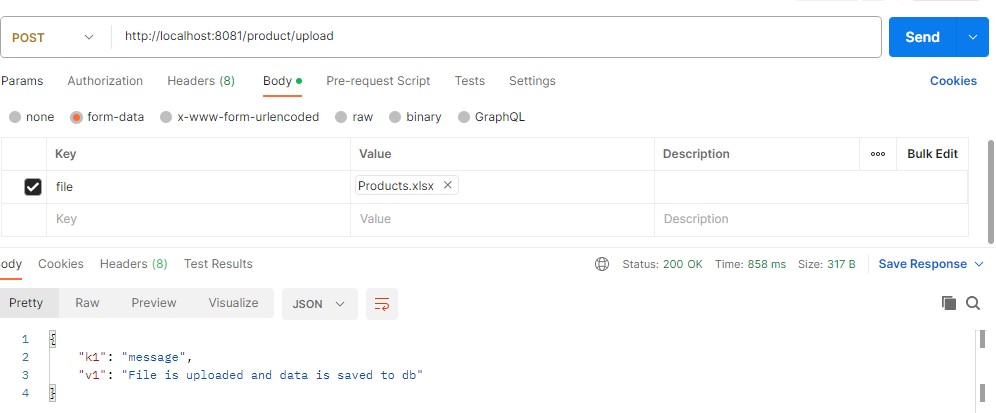 POST http://localhost:8081/product/upload Send
Params Authorization Headers (8) Body Pre-request Script Tests Settings Cookies
none form-data x-www-form-urlencoded raw binary GraphQL
Key Value Description Bulk Edit
file Products.xlsx
Key Value Description
ody Cookies Headers (8) Test Results Status: 200 OK Time: 858 ms Size: 317 B Save Response
Pretty Raw Preview Visualize JSON
1 {
2 "k1": "message",
3 "v1": "File is uploaded and data is saved to db"
4 }